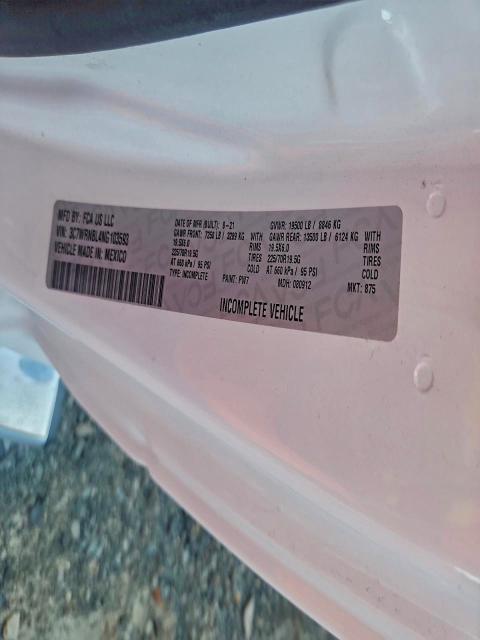 MFD BY: FCA US LLC
VIN: 3C7WRNBL4NG103593
VEHICLE MADE IN: MEXICO
DATE OF MFR (BUILT): 8-21
GAWR FRONT: 7250 LB / 3289 KG WITH
19.5X6.0 RIMS
225/70R19.5G TIRES
AT 660 kPa / 95 PSI COLD
TYPE: INCOMPLETE
PAINT: PW7
GVWR: 19500 LB / 8846 KG
GAWR REAR: 13500 LB / 6124 KG WITH
19.5X6.0 RIMS
225/70R19.5G TIRES
AT 660 kPa / 95 PSI COLD
MDH: 080912
MKT: 875
INCOMPLETE VEHICLE